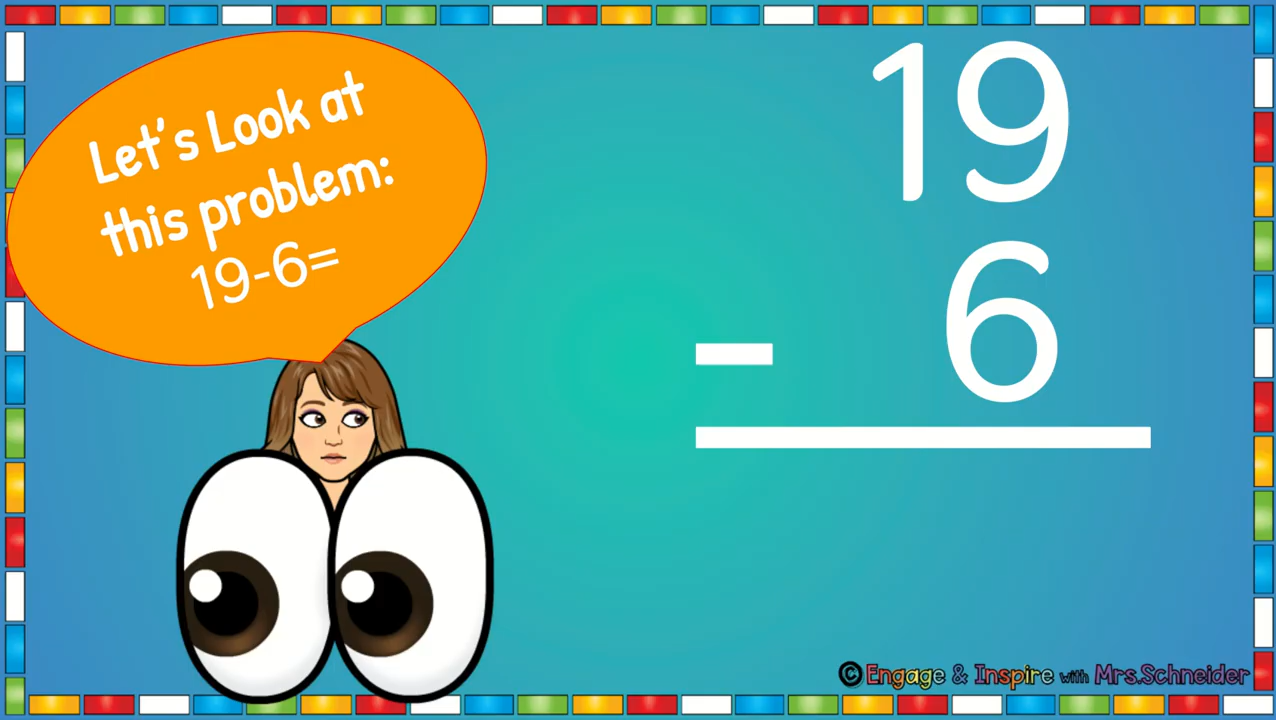 Let's Look at
this problem:
19-6=
19
6
-
© Engage & Inspire with Mrs.Schneider